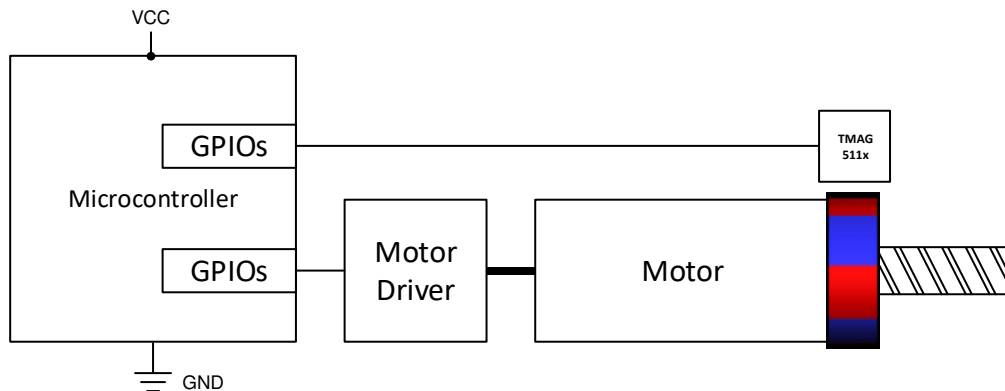 VCC
GPIOs
TMAG
511x
Microcontroller
GPIOs
Motor
Driver
Motor
GND